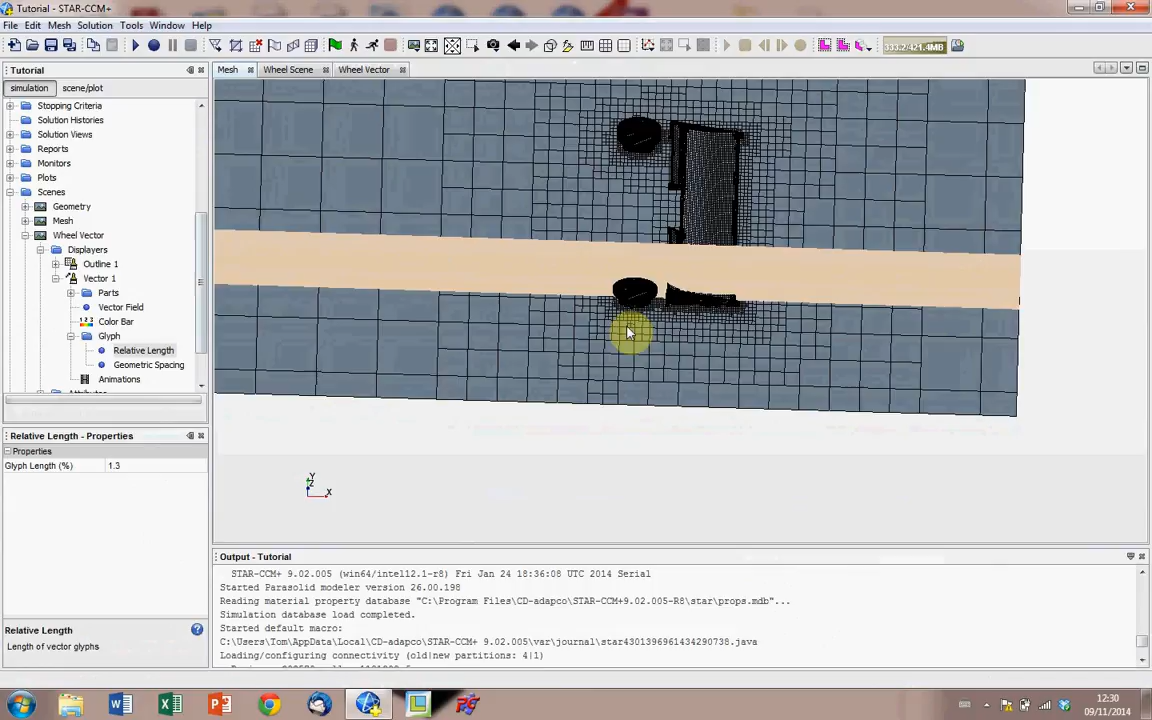 Tutorial - STAR-CCM+
File Edit Mesh Solution Tools Window Help
333.2/421.4MB
Tutorial
simulation scene/plot
Stopping Criteria
Solution Histories
Solution Views
Reports
Monitors
Plots
Scenes
Geometry
Mesh
Wheel Vector
Displayers
Outline 1
Vector 1
Parts
Vector Field
Color Bar
Glyph
Relative Length
Geometric Spacing
Animations
Relative Length - Properties
Properties
Glyph Length (%) 1.3
Relative Length
Length of vector glyphs
Mesh Wheel Scene Wheel Vector
Y
Z
X
Output - Tutorial
STAR-CCM+ 9.02.005 (win64/intel12.1-r8) Fri Jan 24 18:36:08 UTC 2014 Serial
Started Parasolid modeler version 26.00.198
Reading material property database "C:\Program Files\CD-adapco\STAR-CCM+9.02.005-R8\star\props.mdb"...
Simulation database load completed.
Started default macro:
C:\Users\Tom\AppData\Local\CD-adapco\STAR-CCM+ 9.02.005\var\journal\star4301396961434290738.java
Loading/configuring connectivity (old|new partitions: 4|1)
12:30
09/11/2014